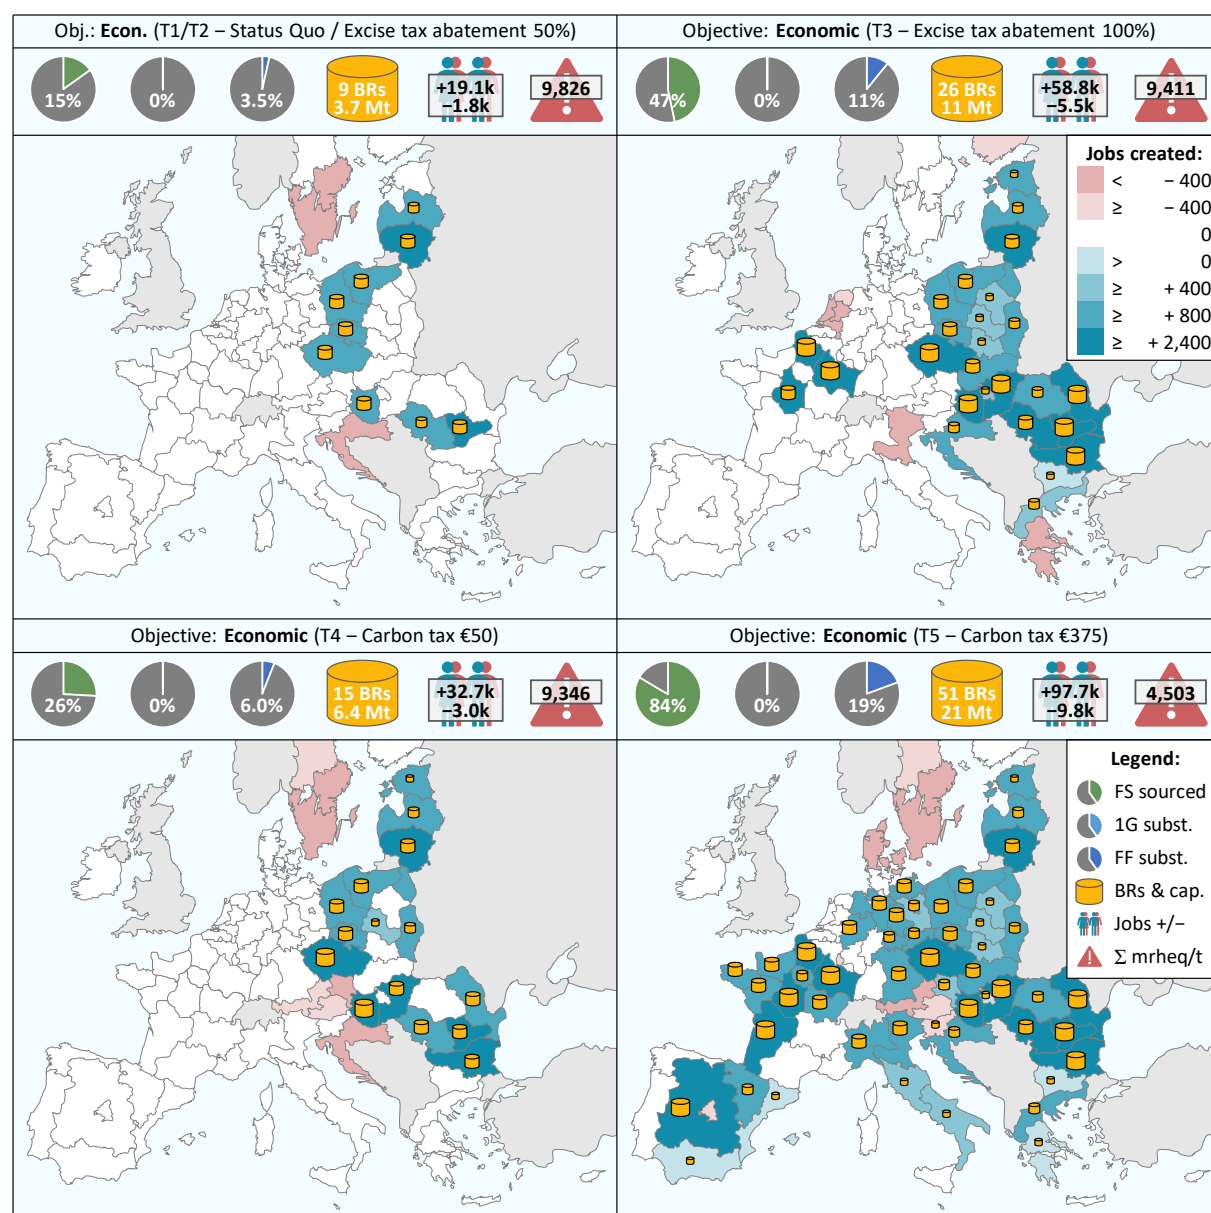 Obj.: Econ. (T1/T2 – Status Quo / Excise tax abatement 50%)
15%
0%
3.5%
9 BRs
3.7 Mt
+19.1k
−1.8k
9,826
Objective: Economic (T3 – Excise tax abatement 100%)
47%
0%
11%
26 BRs
11 Mt
+58.8k
−5.5k
9,411
Jobs created:
< − 400
≥ − 400
0
> 0
≥ + 400
≥ + 800
≥ + 2,400
Objective: Economic (T4 – Carbon tax €50)
26%
0%
6.0%
15 BRs
6.4 Mt
+32.7k
−3.0k
9,346
Objective: Economic (T5 – Carbon tax €375)
84%
0%
19%
51 BRs
21 Mt
+97.7k
−9.8k
4,503
Legend:
FS sourced
1G subst.
FF subst.
BRs & cap.
Jobs +/−
Σ mrheq/t